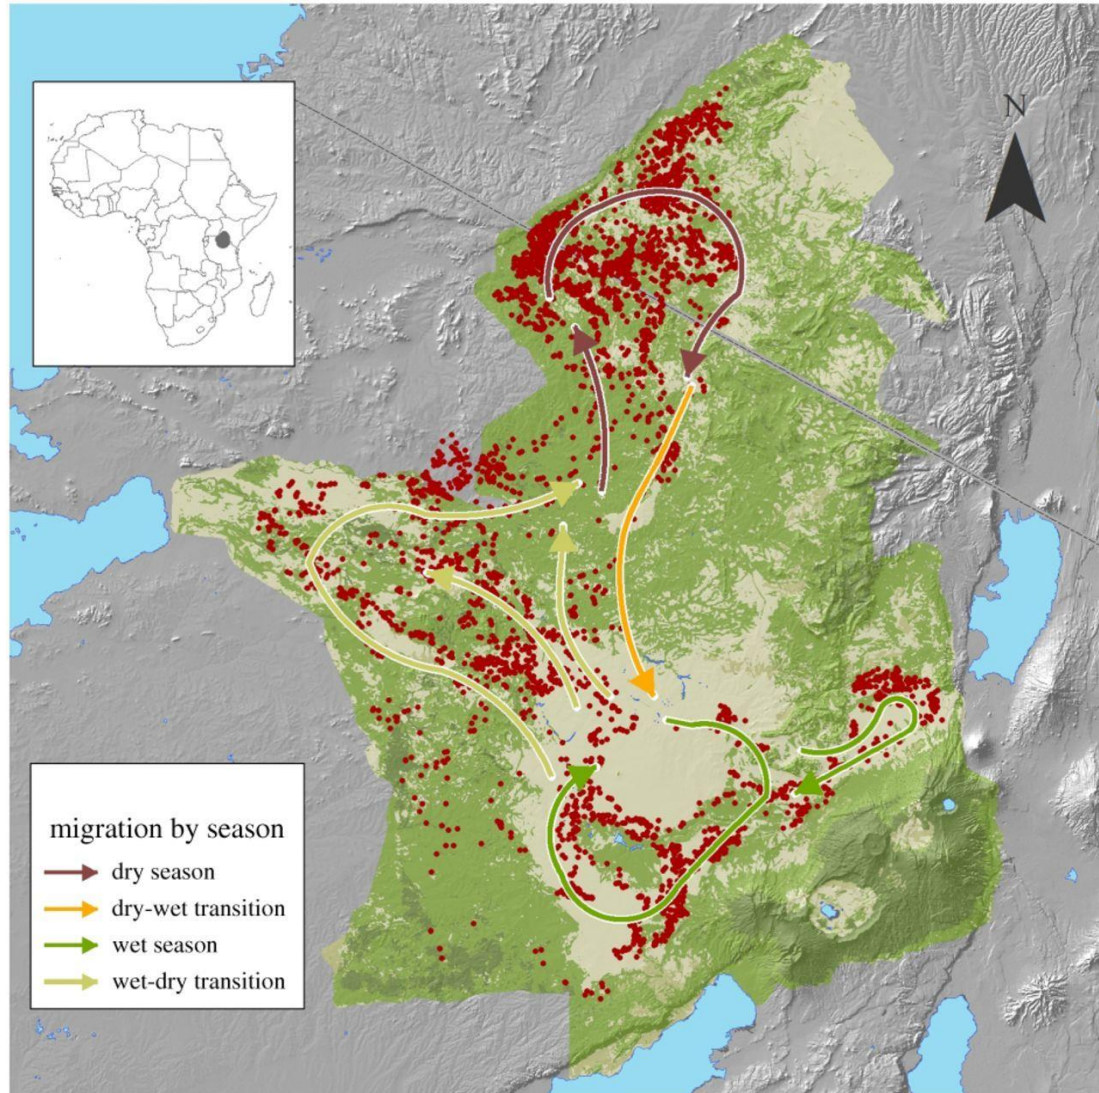 N
migration by season
dry season
dry-wet transition
wet season
wet-dry transition